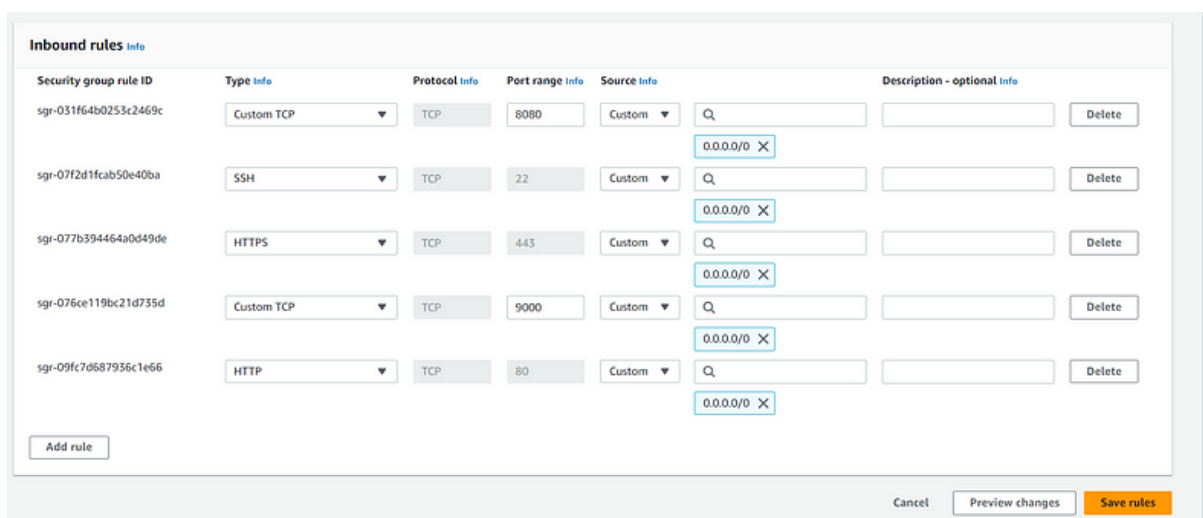 Inbound rules Info
Security group rule ID Type Info Protocol Info Port range Info Source Info Description - optional Info
sgr-031f64b0253c2469c Custom TCP TCP 8080 Custom Delete
0.0.0.0/0
sgr-07f2d1fcab50e40ba SSH TCP 22 Custom Delete
0.0.0.0/0
sgr-077b394464a0d49de HTTPS TCP 443 Custom Delete
0.0.0.0/0
sgr-076ce119bc21d735d Custom TCP TCP 9000 Custom Delete
0.0.0.0/0
sgr-09fc7d687936c1e66 HTTP TCP 80 Custom Delete
0.0.0.0/0
Add rule
Cancel Preview changes Save rules